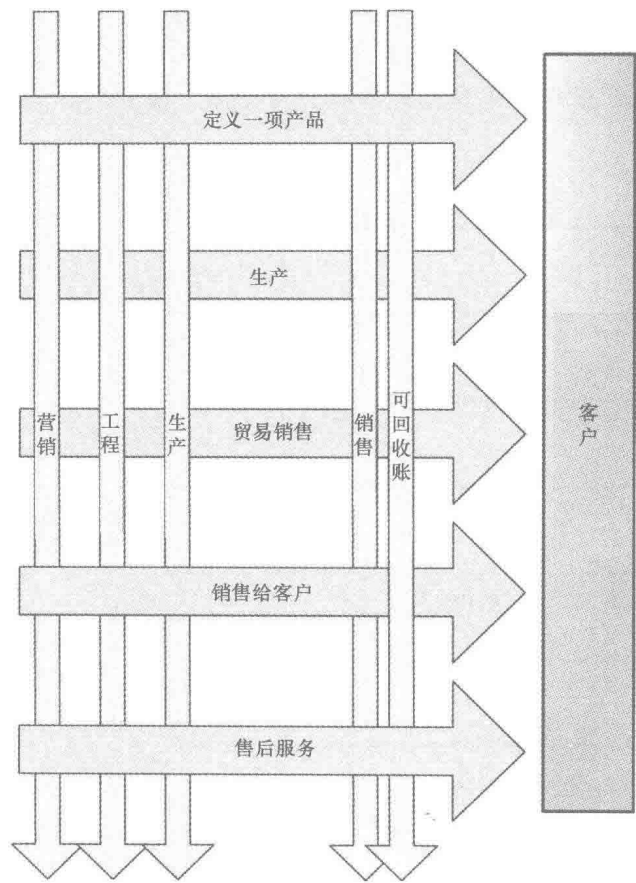 定义一项产品
生产
营销
工程
生产
贸易销售
销售
可回收账
客户
销售给客户
售后服务